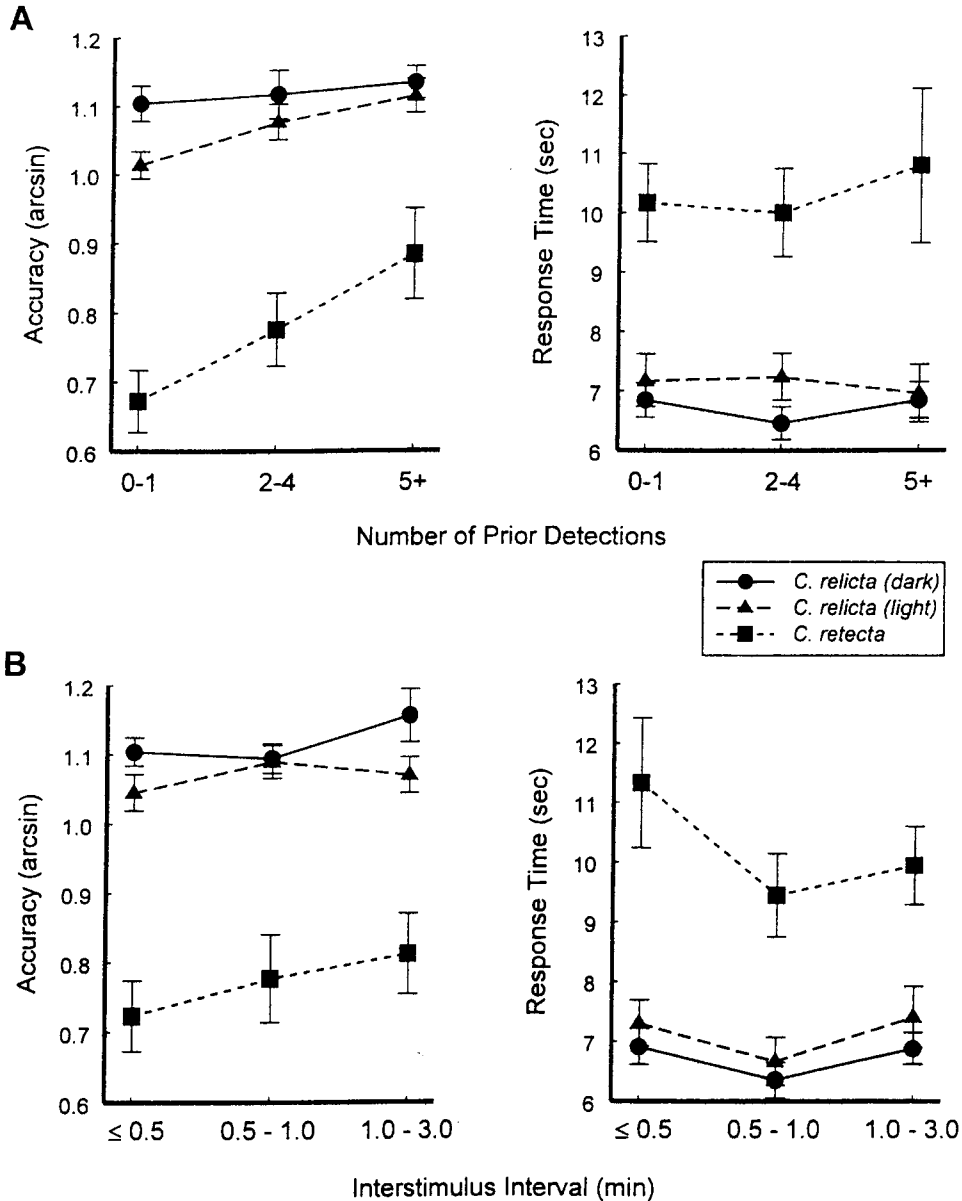 A
Accuracy (arcsin)
1.2
1.1
1.0
0.9
0.8
0.7
0.6
0-1
2-4
5+
Response Time (sec)
13
12
11
10
9
8
7
6
0-1
2-4
5+
Number of Prior Detections
C. relicta (dark)
C. relicta (light)
C. retecta
B
Accuracy (arcsin)
1.2
1.1
1.0
0.9
0.8
0.7
0.6
≤ 0.5
0.5 - 1.0
1.0 - 3.0
Response Time (sec)
13
12
11
10
9
8
7
6
≤ 0.5
0.5 - 1.0
1.0 - 3.0
Interstimulus Interval (min)